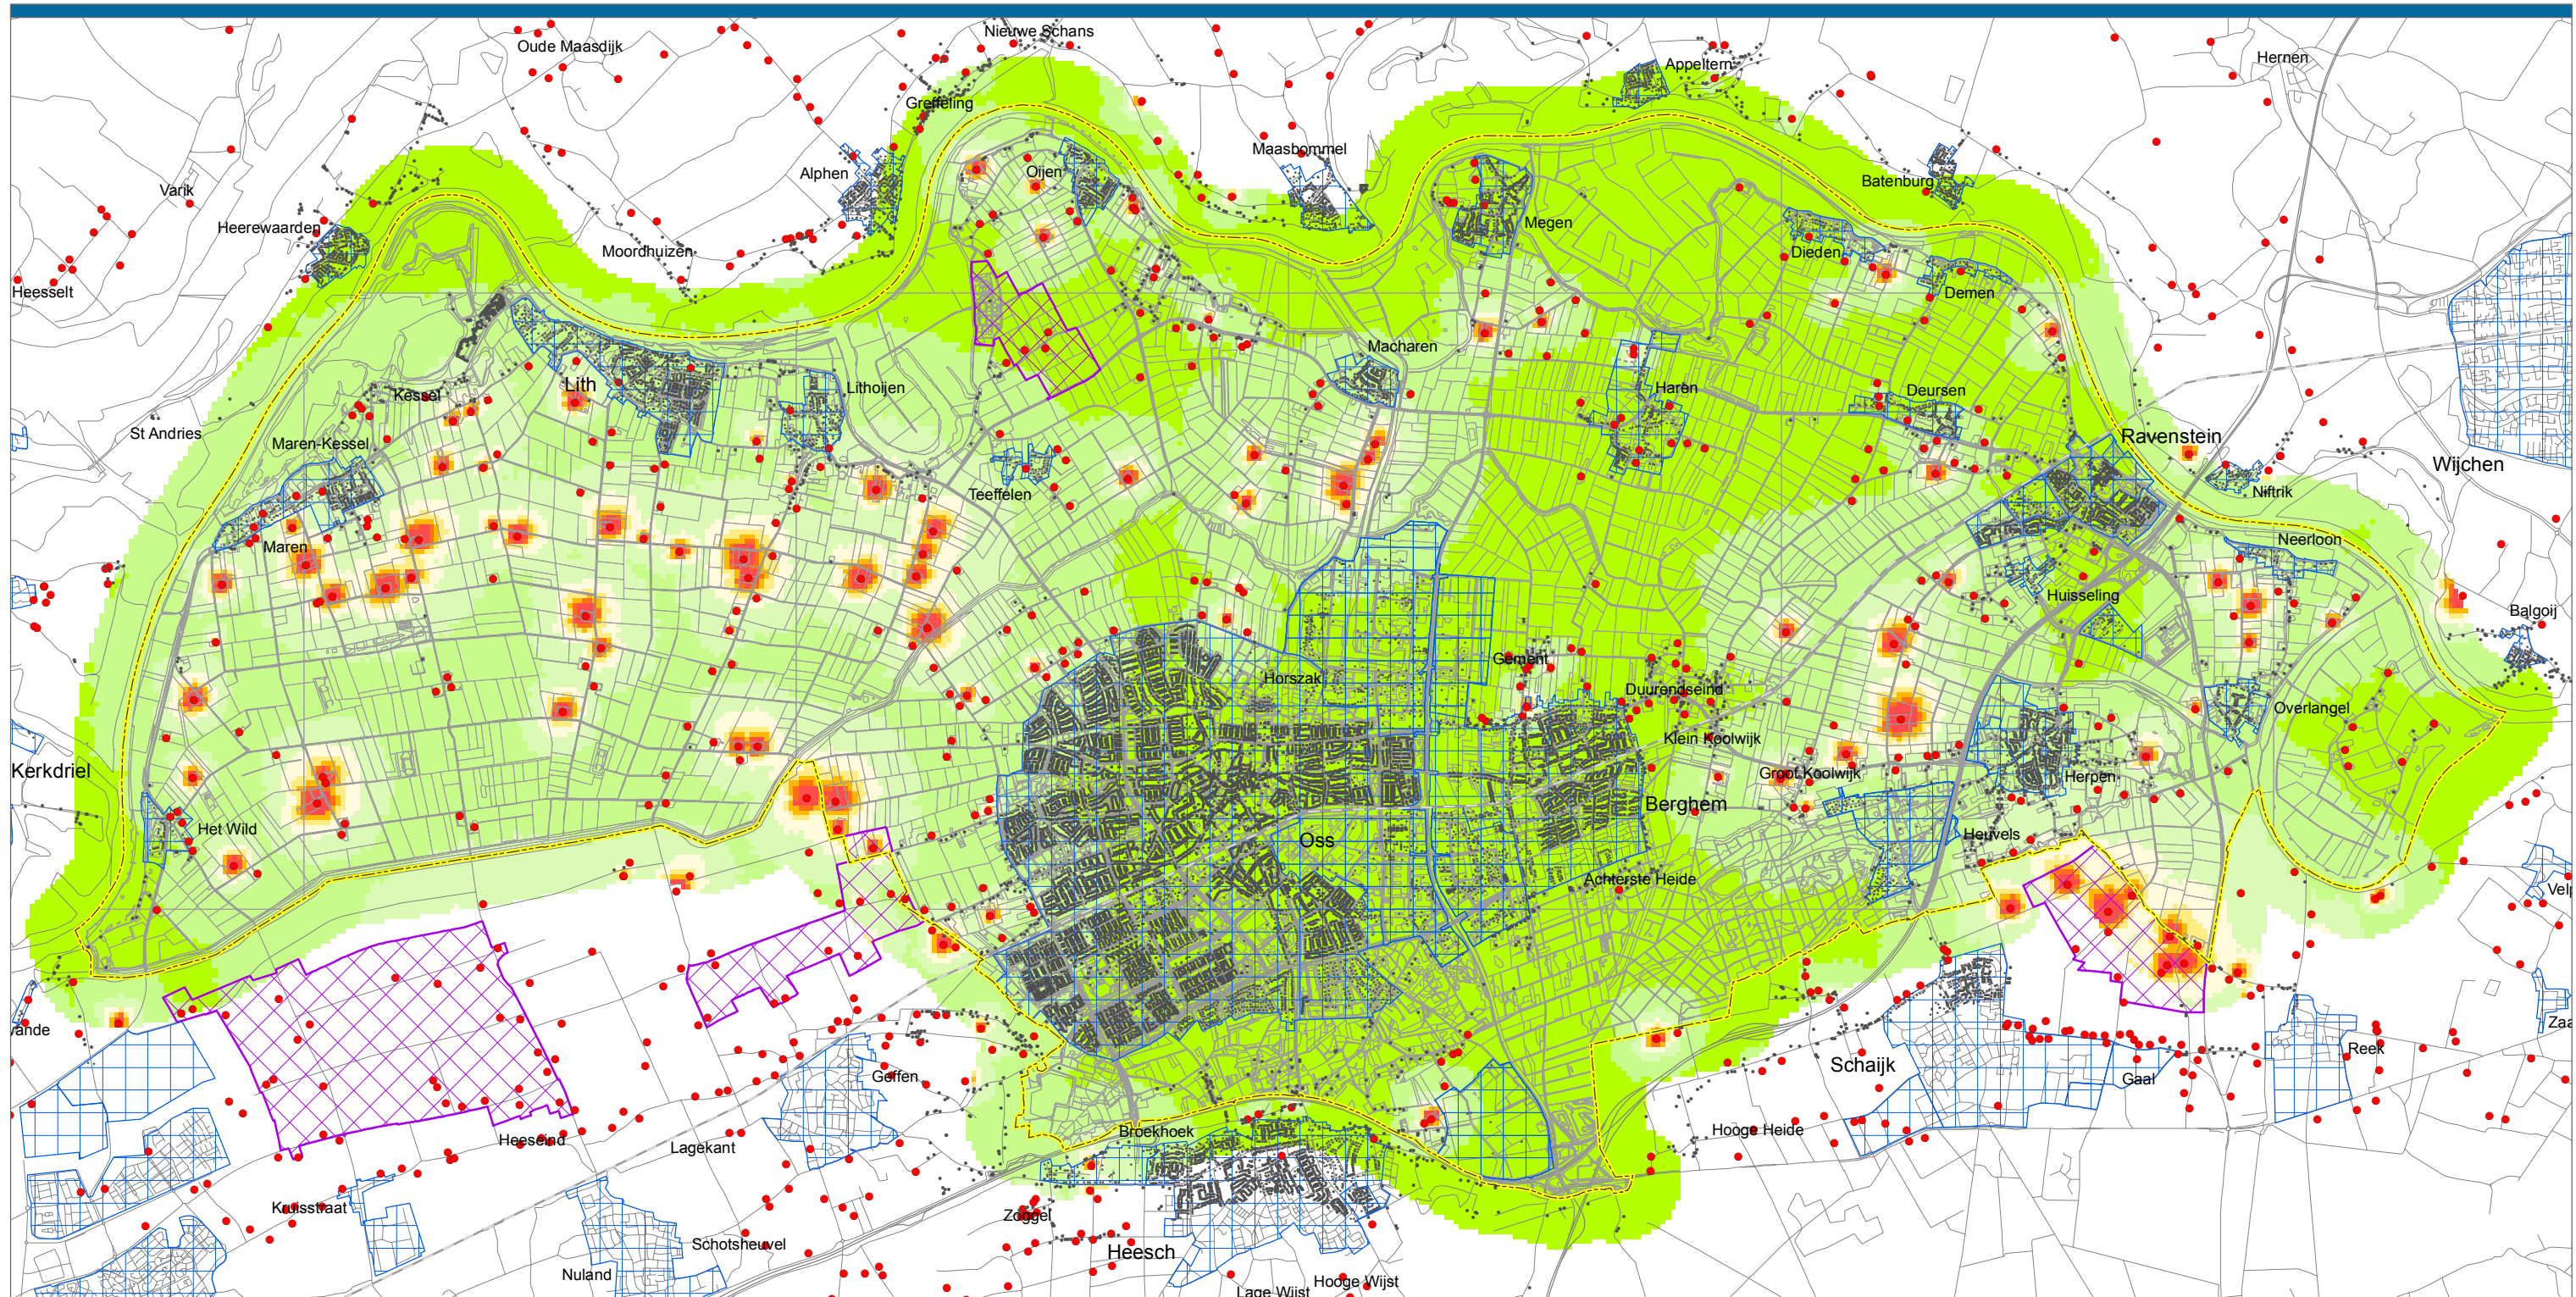 Nieuwe Schans
Oude Maasdijk
Hernen
Appeltern
Greffeling
Maasbommel
Alphen
Oijen
Batenburg
Varik
Heerewaarden
Megen
Moordhuizen
Dieden
Heesselt
Demen
Macharen
Lith
Kessel
Lithoijen
Haren
Deursen
St Andries
Maren-Kessel
Ravenstein
Wijchen
Teeffelen
Niftrik
Maren
Neerloon
Huisseling
Balgoij
Gement
Horszak
Duurendseind
Overlangel
Klein Koolwijk
Kerkdriel
Groot Koolwijk
Herpen
Berghem
Het Wild
Heuvels
Oss
Achterste Heide
Geffen
Schaijk
Reek
Gaal
Broekhoek
Hooge Heide
Heeseind
Lagekant
Kruisstraat
Zoggel
Schotsheuvel
Heesch
Nuland
Hooge Wijst
Lage Wijst